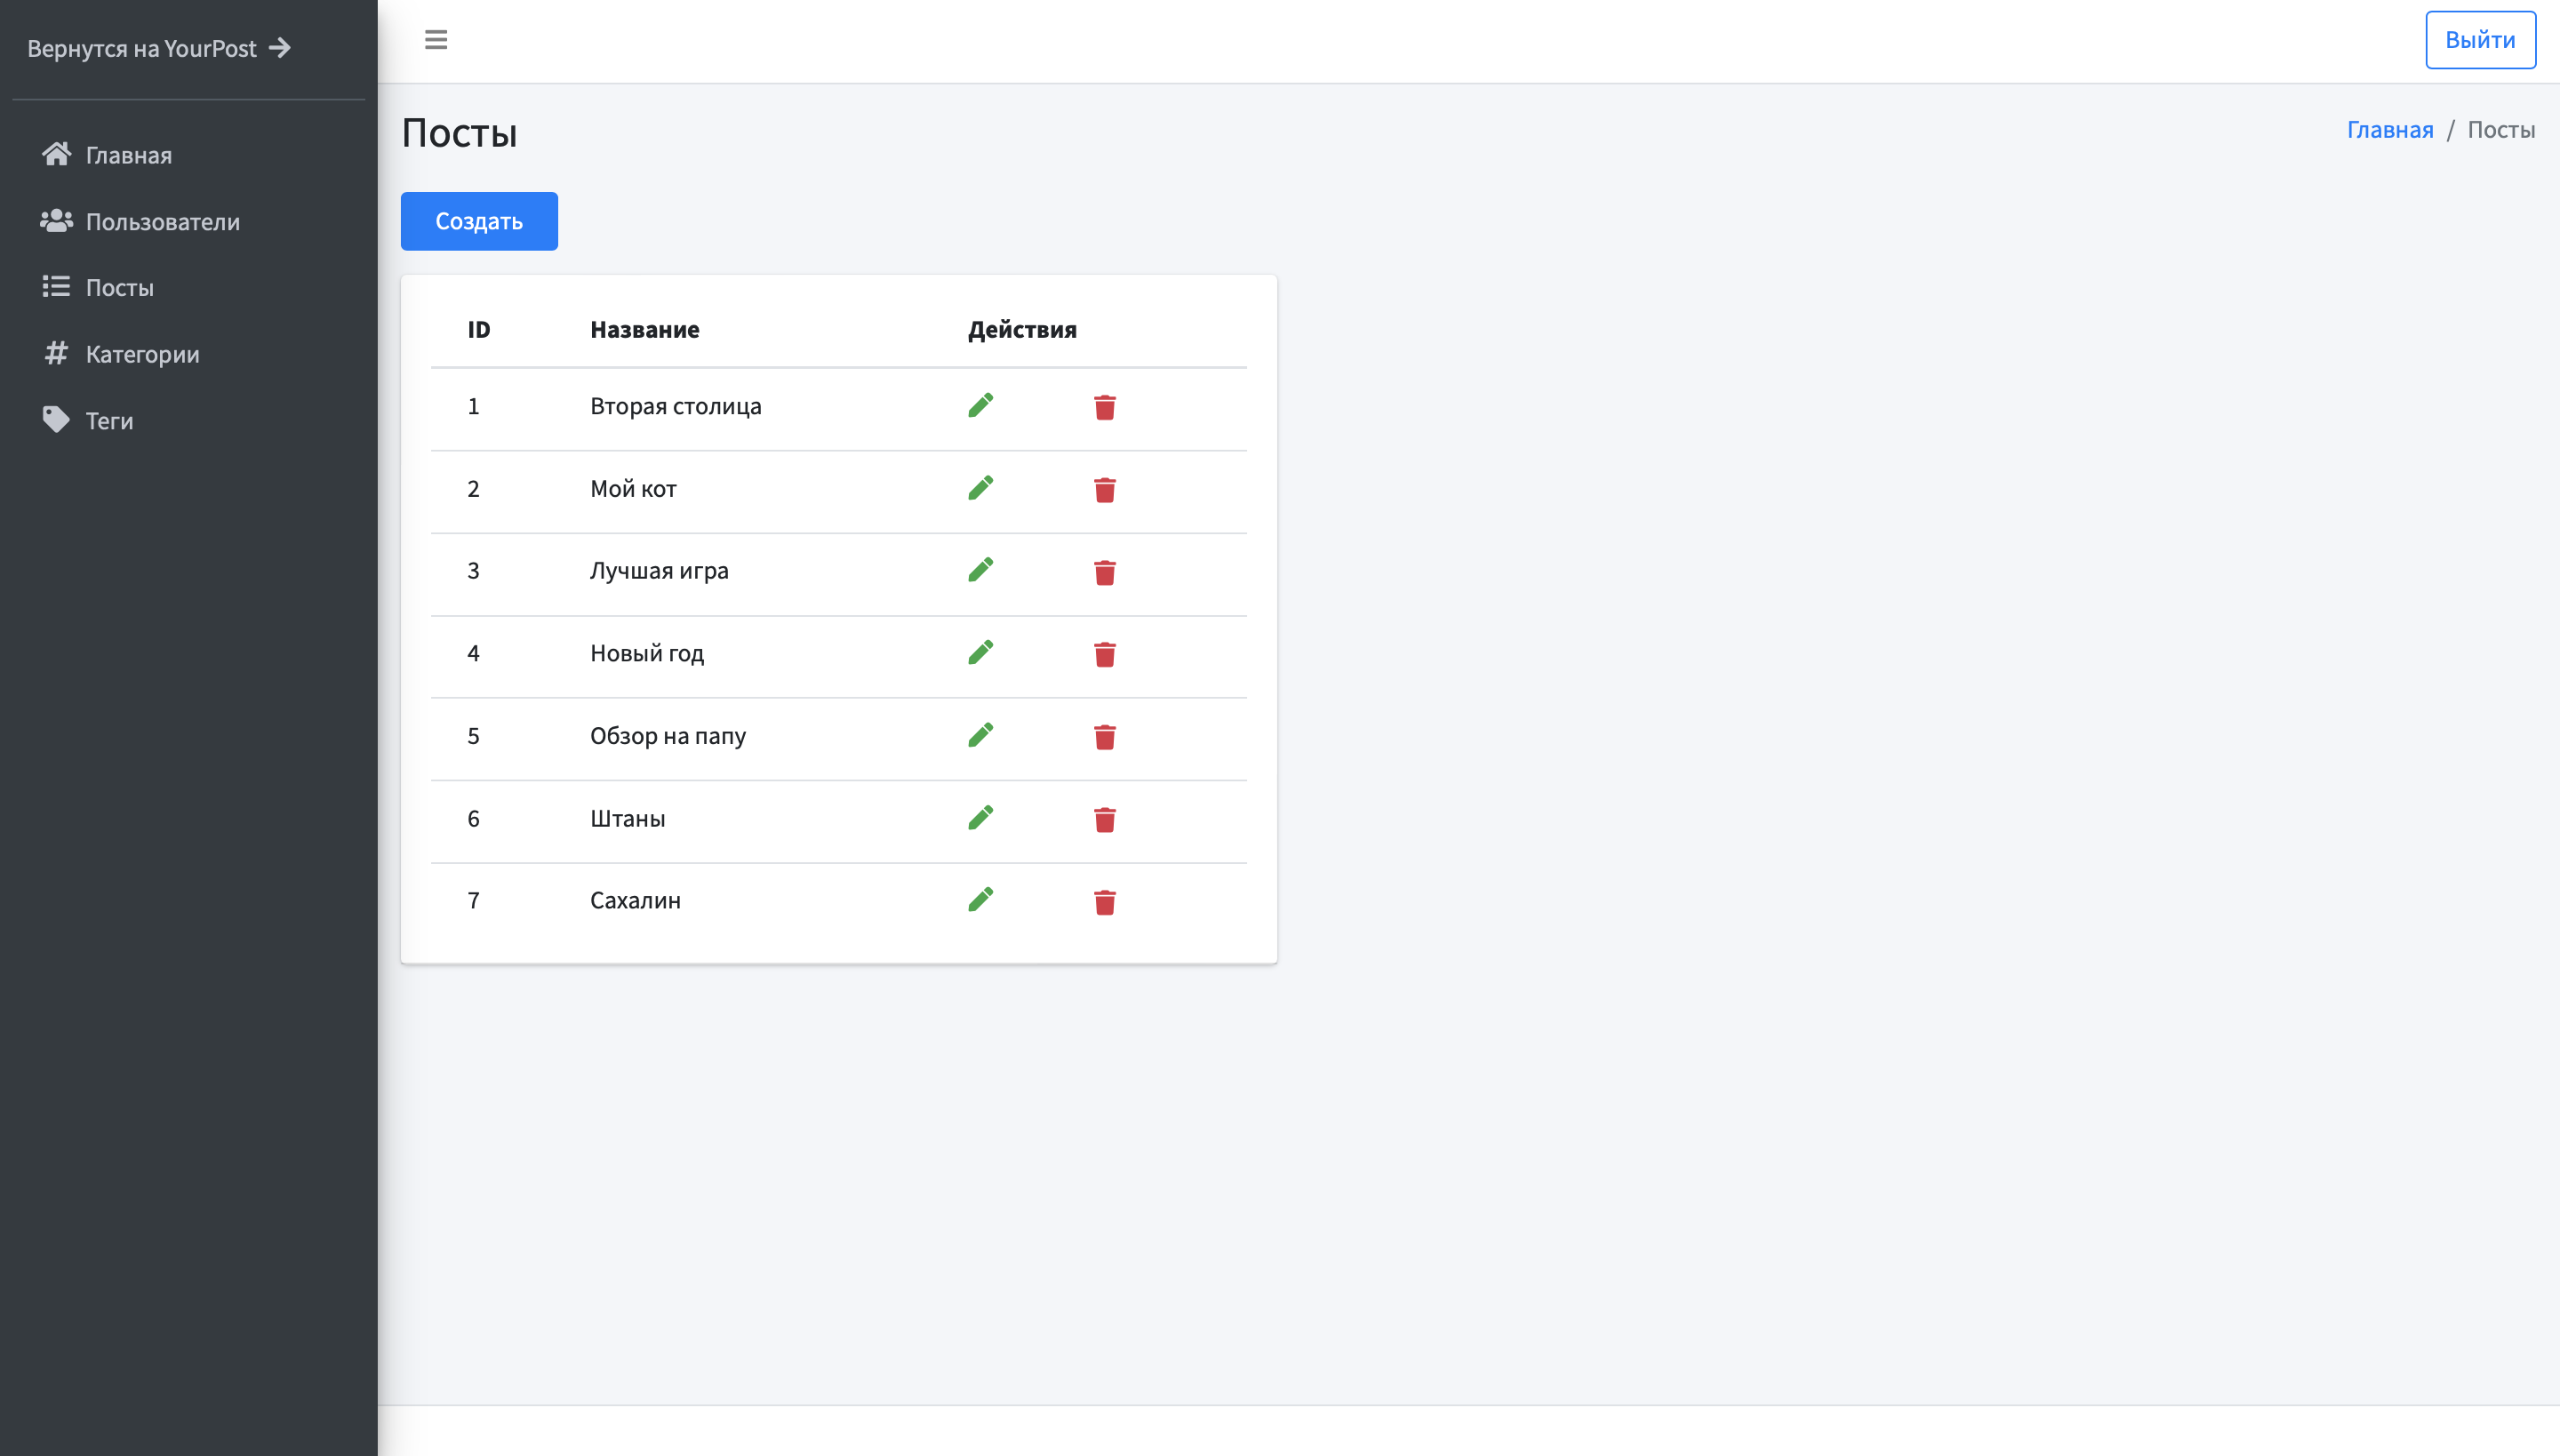 Вернутся на YourPost
Главная
Пользователи
Посты
Категории
Теги
Выйти
Посты
Главная / Посты
Создать
ID Название Действия
1 Вторая столица
2 Мой кот
3 Лучшая игра
4 Новый год
5 Обзор на папу
6 Штаны
7 Сахалин